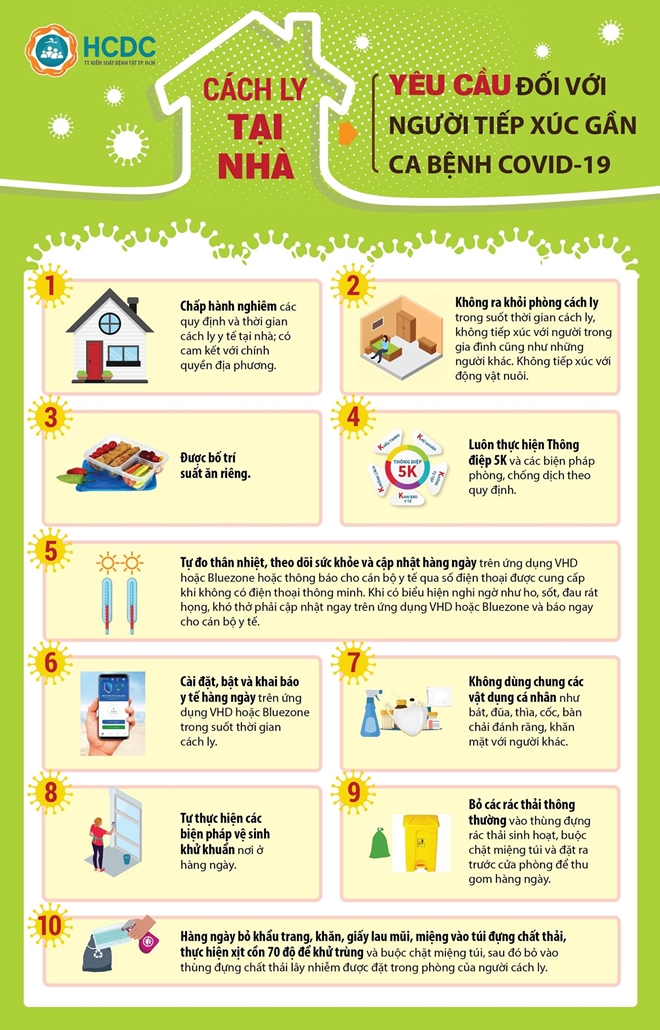 HCDC
TT KIỂM SOÁT BỆNH TẬT TP. HCM
CÁCH LY
TẠI
NHÀ
YÊU CẦU ĐỐI VỚI
NGƯỜI TIẾP XÚC GẦN
CA BỆNH COVID-19
1
Chấp hành nghiêm các
quy định và thời gian
cách ly y tế tại nhà; có
cam kết với chính
quyền địa phương.
2
Không ra khỏi phòng cách ly
trong suốt thời gian cách ly,
không tiếp xúc với người trong
gia đình cũng như những
người khác. Không tiếp xúc với
động vật nuôi.
3
Được bố trí
suất ăn riêng.
4
THÔNG ĐIỆP
5K
KHẨU TRANG
KHỬ KHUẨN
KHOẢNG CÁCH
KHÔNG TỤ TẬP
KHAI BÁO
Y TẾ
Luôn thực hiện Thông
điệp 5K và các biện pháp
phòng, chống dịch theo
quy định.
5
Tự đo thân nhiệt, theo dõi sức khỏe và cập nhật hàng ngày trên ứng dụng VHD
hoặc Bluezone hoặc thông báo cho cán bộ y tế qua số điện thoại được cung cấp
khi không có điện thoại thông minh. Khi có biểu hiện nghi ngờ như ho, sốt, đau rát
họng, khó thở phải cập nhật ngay trên ứng dụng VHD hoặc Bluezone và báo ngay
cho cán bộ y tế.
6
Cài đặt, bật và khai báo
y tế hàng ngày trên ứng
dụng VHD hoặc Bluezone
trong suốt thời gian
cách ly.
7
Không dùng chung các
vật dụng cá nhân như
bát, đũa, thìa, cốc, bàn
chải đánh răng, khăn
mặt với người khác.
8
Tự thực hiện các
biện pháp vệ sinh
khử khuẩn nơi ở
hàng ngày.
9
Bỏ các rác thải thông
thường vào thùng đựng
rác thải sinh hoạt, buộc
chặt miệng túi và đặt ra
trước cửa phòng để thu
gom hàng ngày.
10
Hàng ngày bỏ khẩu trang, khăn, giấy lau mũi, miệng vào túi đựng chất thải,
thực hiện xịt cồn 70 độ để khử trùng và buộc chặt miệng túi, sau đó bỏ vào
thùng đựng chất thải lây nhiễm được đặt trong phòng của người cách ly.